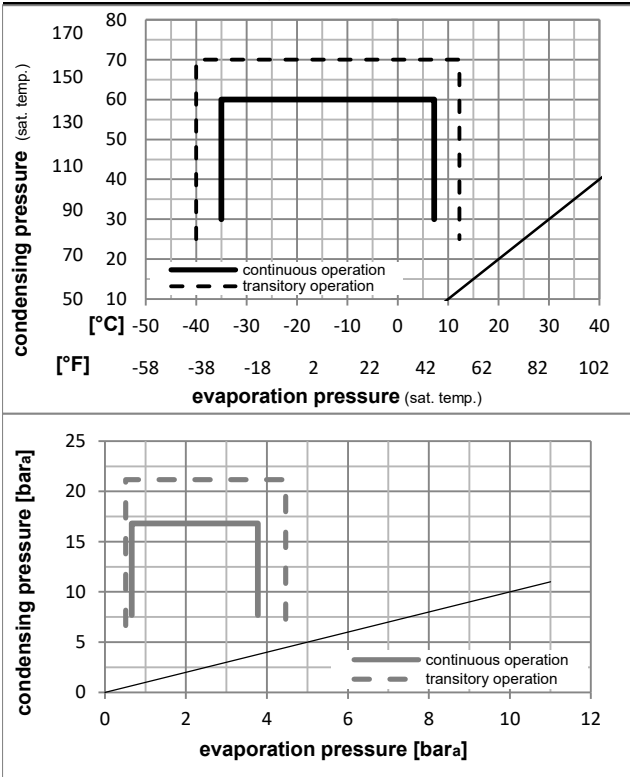 condensing pressure (sat. temp.)
170 80
70
150 60
130 50
110 40
90 30
70 20
50 10
continuous operation
transitory operation
[°C] -50 -40 -30 -20 -10 0 10 20 30 40
[°F] -58 -38 -18 2 22 42 62 82 102
evaporation pressure (sat. temp.)
condensing pressure [bara]
25
20
15
10
5
0
continuous operation
transitory operation
0 2 4 6 8 10 12
evaporation pressure [bara]